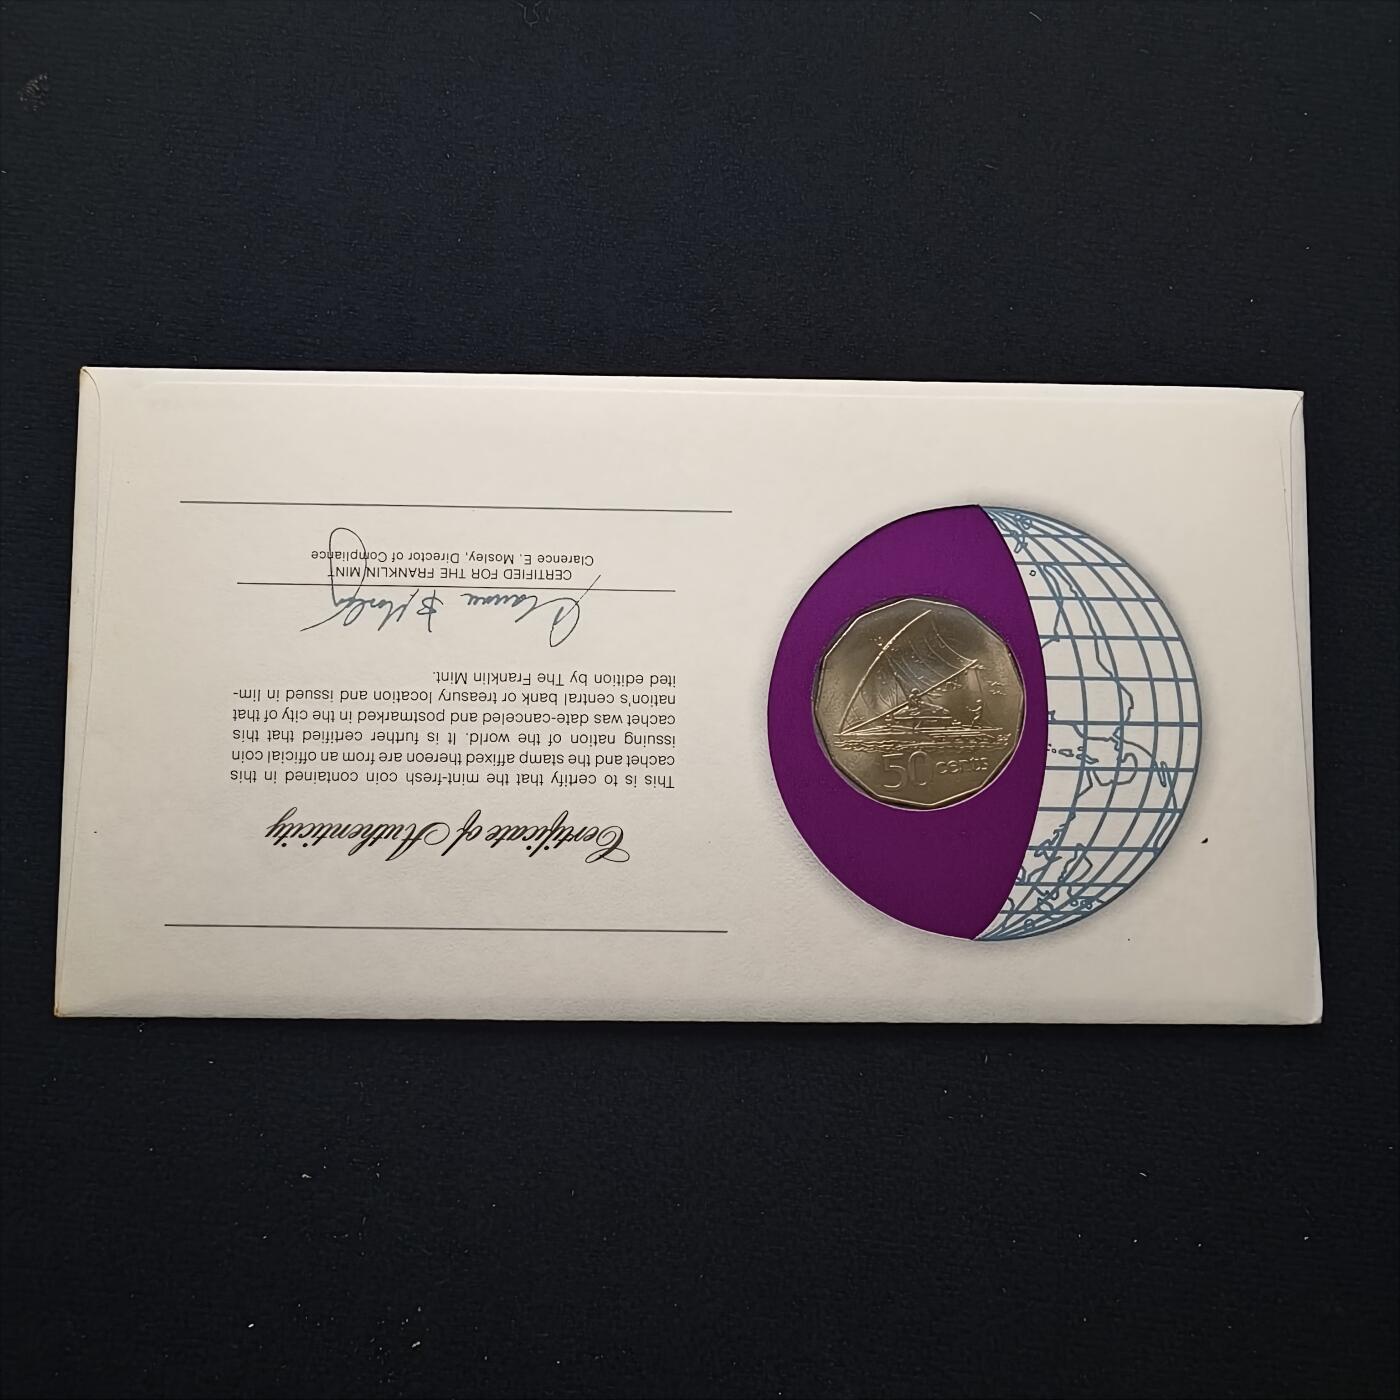 Certificate of Authenticity
This is to certify that the mint-fresh coin contained in this
cachet and the stamp affixed thereon are from an official coin
issuing nation of the world. It is further certified that this
cachet was date-canceled and postmarked in the city of that
nation's central bank or treasury location and issued in lim-
ited edition by The Franklin Mint.
Clarence E. Mosley
CERTIFIED FOR THE FRANKLIN MINT
Clarence E. Mosley, Director of Compliance
50 cents